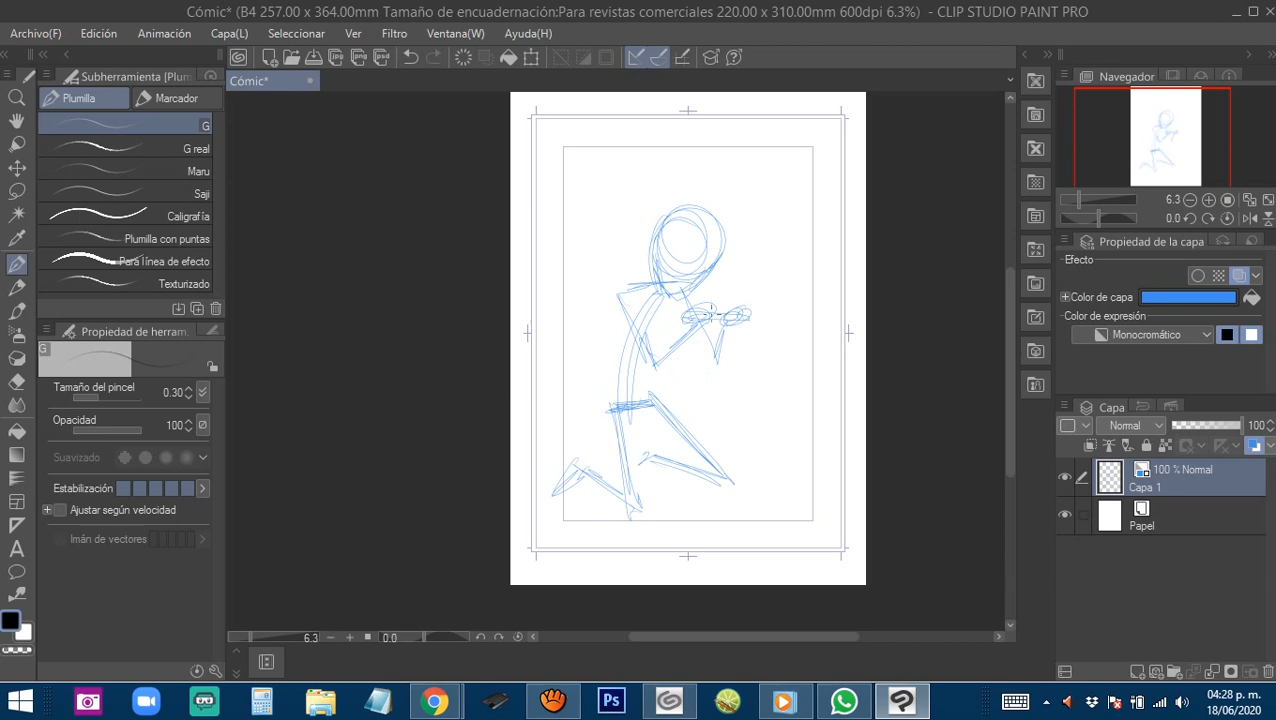 Cómic* (B4 257.00 x 364.00mm Tamaño de encuadernación:Para revistas comerciales 220.00 x 310.00mm 600dpi 6.3%) - CLIP STUDIO PAINT PRO
Archivo(F) Edición Animación Capa(L) Seleccionar Ver Filtro Ventana(W) Ayuda(H)
Subherramienta (Plum
Cómic*
Navegador
Plumilla Marcador
G
G real
Maru
Saji
Caligrafía
Plumilla con puntas
Para línea de efecto
Texturizado
6.3
0.0
Propiedad de la capa
Efecto
Color de capa
Color de expresión
Monocromático
Propiedad de herram
G
Tamaño del pincel 0.30
Opacidad 100
Suavizado
Estabilización
Ajustar según velocidad
Imán de vectores
Capa
Normal 100
100 % Normal
Capa 1
Papel
6.3 0.0
Ps
04:28 p. m.
18/06/2020